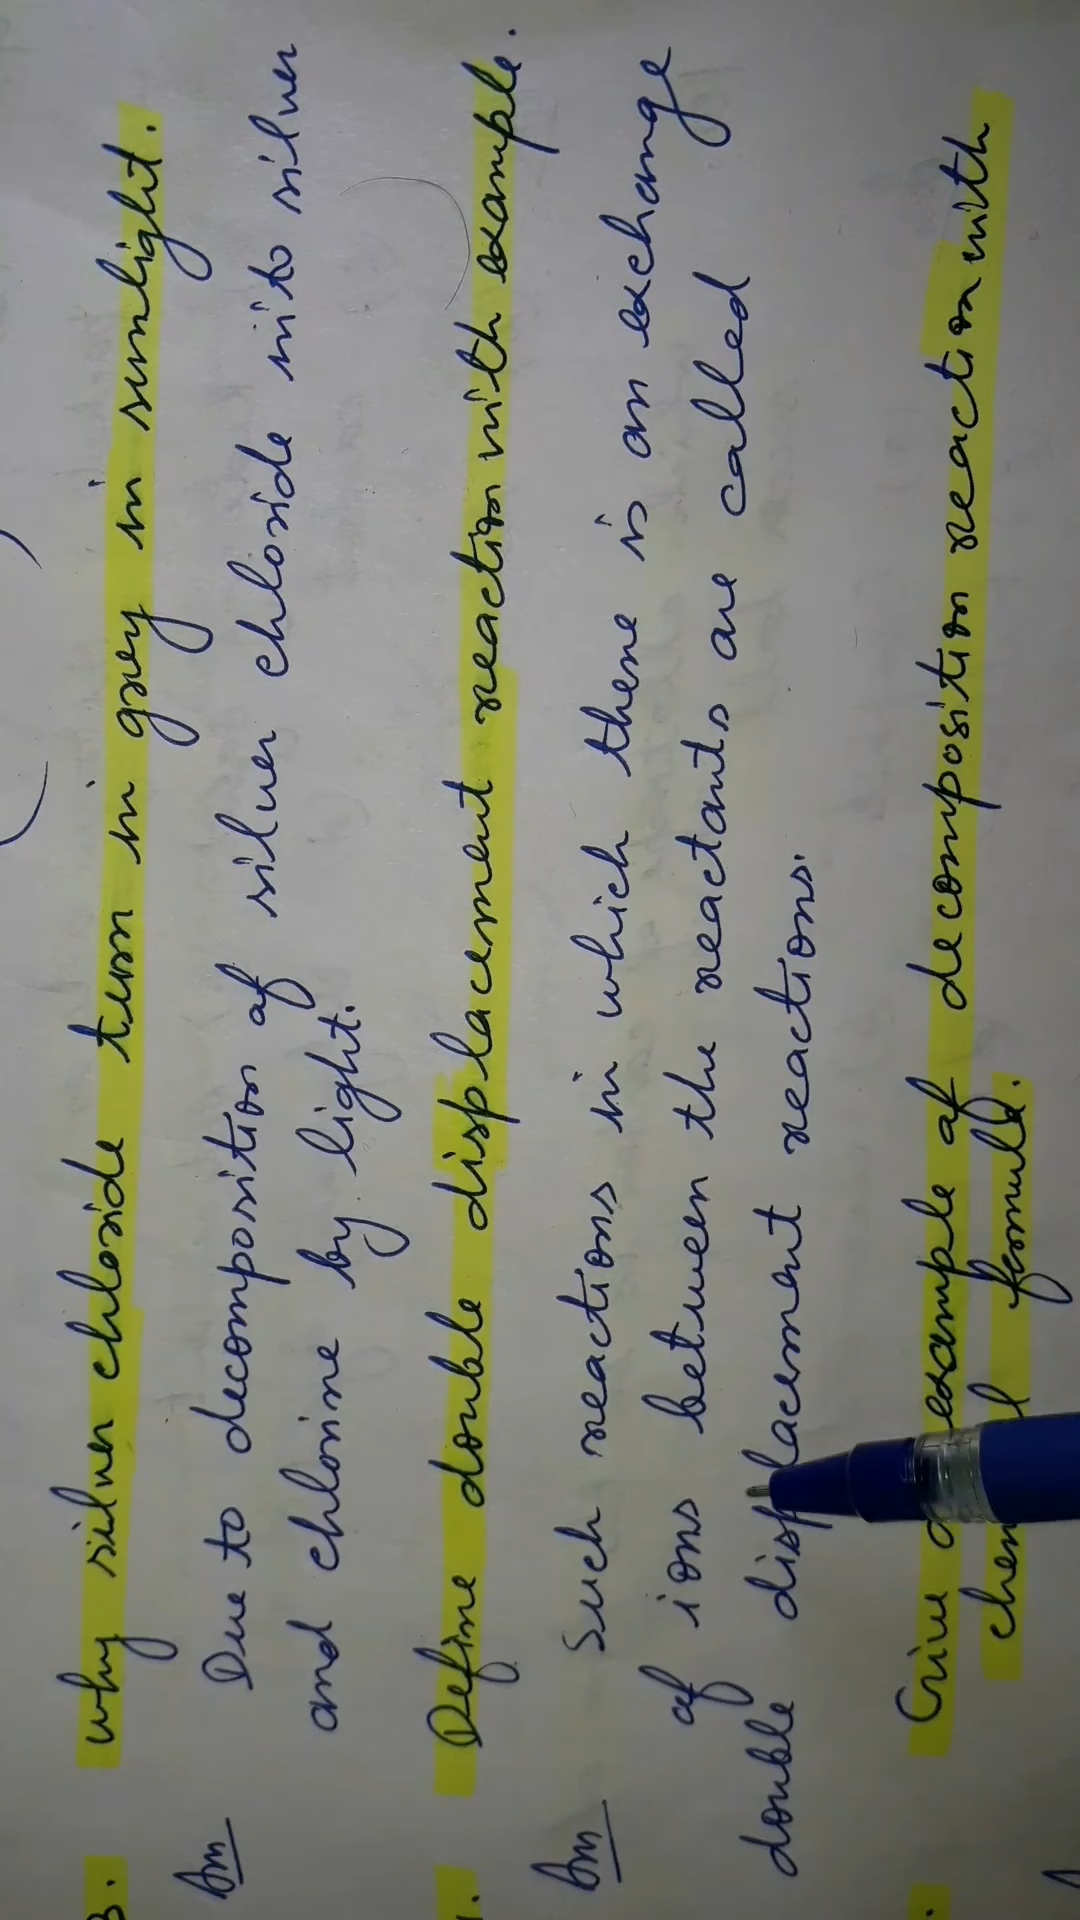 3. Why silver chloride turn in grey in sunlight.
Ans Due to decomposition of silver chloride into silver
and chlorine by light.
Define double displacement reaction with example.
Ans Such reactions in which there is an exchange
of ions between the reactants are called
double displacement reactions.
Give example of decomposition reaction with
formula.